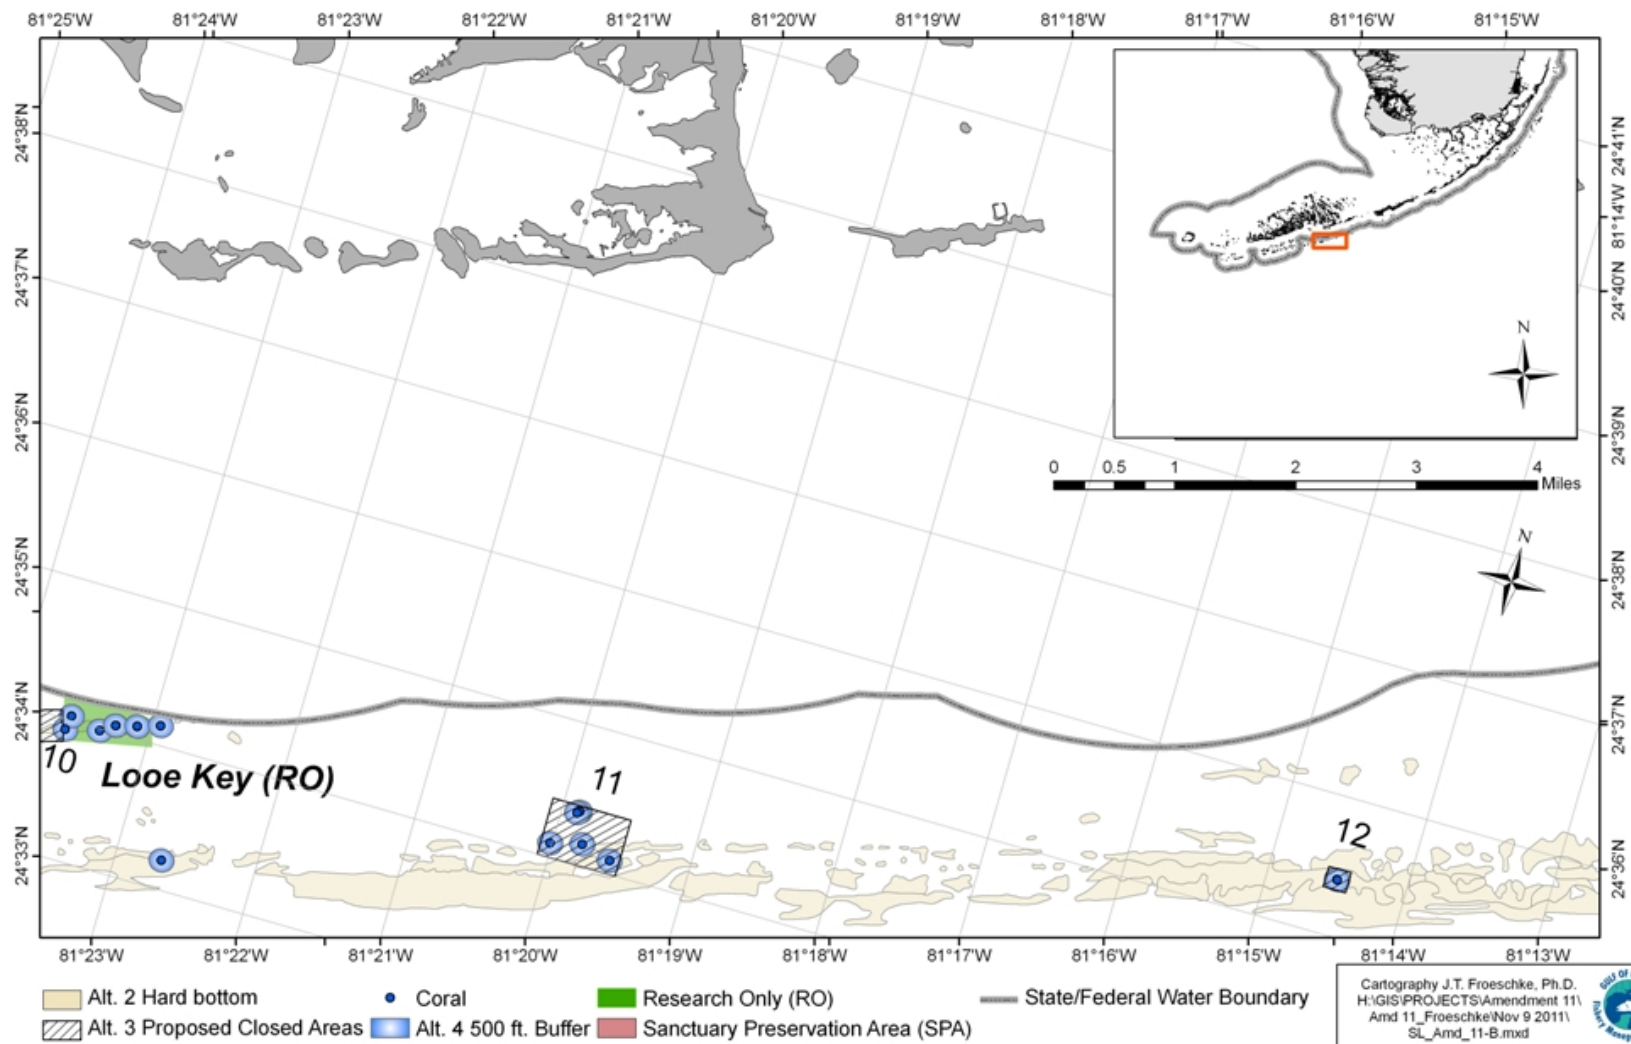 81°25'W 81°24'W 81°23'W 81°22'W 81°21'W 81°20'W 81°19'W 81°18'W 81°17'W 81°16'W 81°15'W
24°38'N
24°37'N
24°36'N
24°35'N
24°34'N
24°33'N
24°41'N
81°14'W
24°40'N
24°39'N
24°38'N
24°37'N
24°36'N
N
0 0.5 1 2 3 4
Miles
N
10
Looe Key (RO)
11
12
81°23'W 81°22'W 81°21'W 81°20'W 81°19'W 81°18'W 81°17'W 81°16'W 81°15'W 81°14'W 81°13'W
Alt. 2 Hard bottom Coral Research Only (RO) State/Federal Water Boundary
Alt. 3 Proposed Closed Areas Alt. 4 500 ft. Buffer Sanctuary Preservation Area (SPA)
Cartography J.T. Froeschke, Ph.D.
H:\GIS\PROJECTS\Amendment 11\
Amd 11_Froeschke\Nov 9 2011\
SL_Amd_11-B.mxd
GULF OF